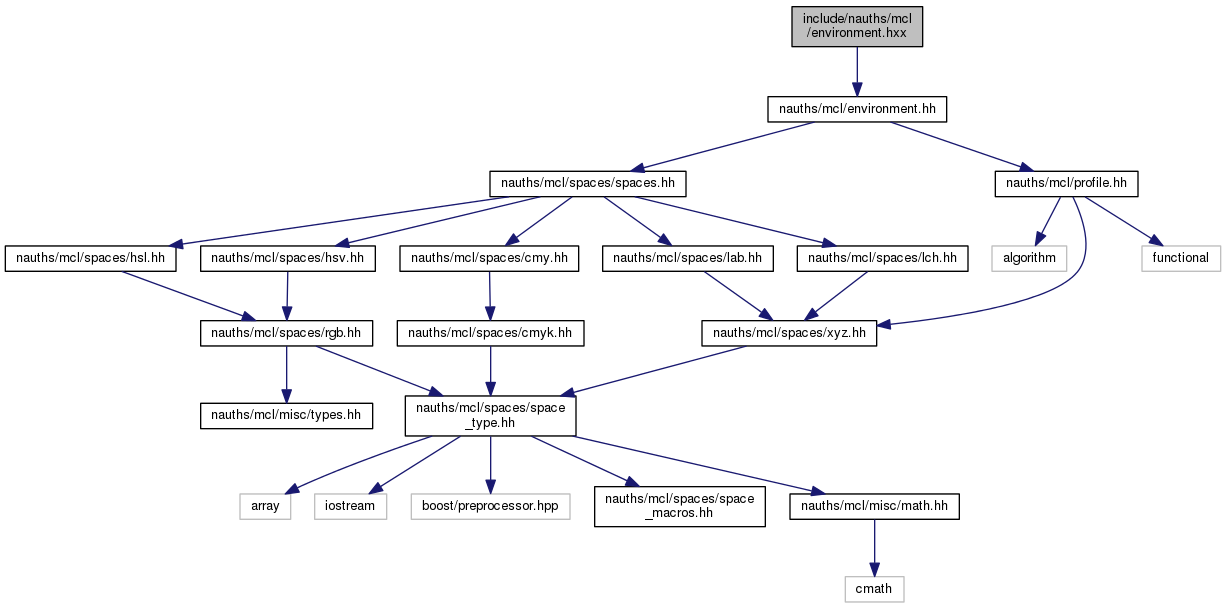 include/nauths/mcl
/environment.hxx
nauths/mcl/environment.hh
nauths/mcl/spaces/spaces.hh
nauths/mcl/profile.hh
nauths/mcl/spaces/hsl.hh
nauths/mcl/spaces/hsv.hh
nauths/mcl/spaces/cmy.hh
nauths/mcl/spaces/lab.hh
nauths/mcl/spaces/lch.hh
algorithm
functional
nauths/mcl/spaces/rgb.hh
nauths/mcl/spaces/cmyk.hh
nauths/mcl/spaces/xyz.hh
nauths/mcl/misc/types.hh
nauths/mcl/spaces/space
_type.hh
array
iostream
boost/preprocessor.hpp
nauths/mcl/spaces/space
_macros.hh
nauths/mcl/misc/math.hh
cmath